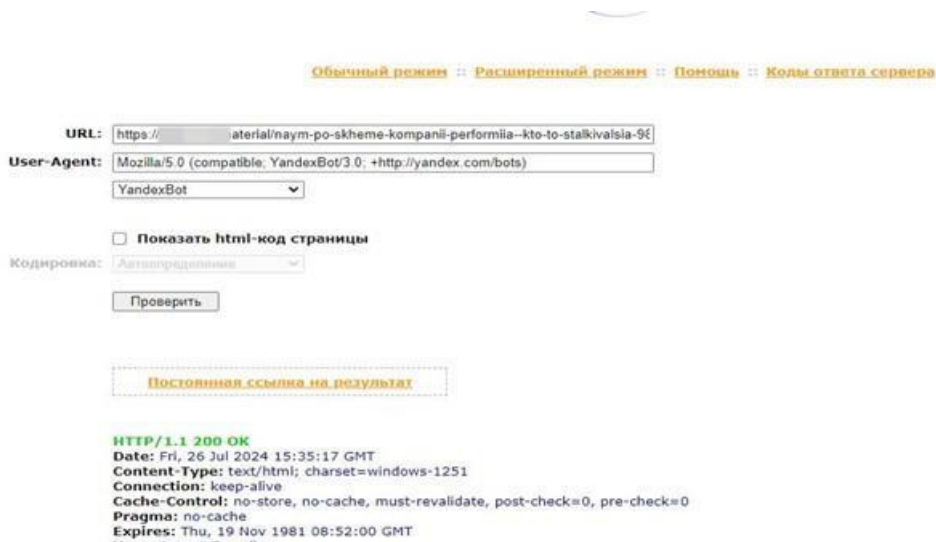 Обычный режим :: Расширенный режим :: Помощь :: Коды ответа сервера
URL: https:// aterial/naym-po-skheme-kompanii-performiia--kto-to-stalkivalsia-98
User-Agent: Mozilla/5.0 (compatible; YandexBot/3.0; +http://yandex.com/bots)
YandexBot
Показать html-код страницы
Кодировка: Автоопределение
Проверить
Постоянная ссылка на результат
HTTP/1.1 200 OK
Date: Fri, 26 Jul 2024 15:35:17 GMT
Content-Type: text/html; charset=windows-1251
Connection: keep-alive
Cache-Control: no-store, no-cache, must-revalidate, post-check=0, pre-check=0
Pragma: no-cache
Expires: Thu, 19 Nov 1981 08:52:00 GMT